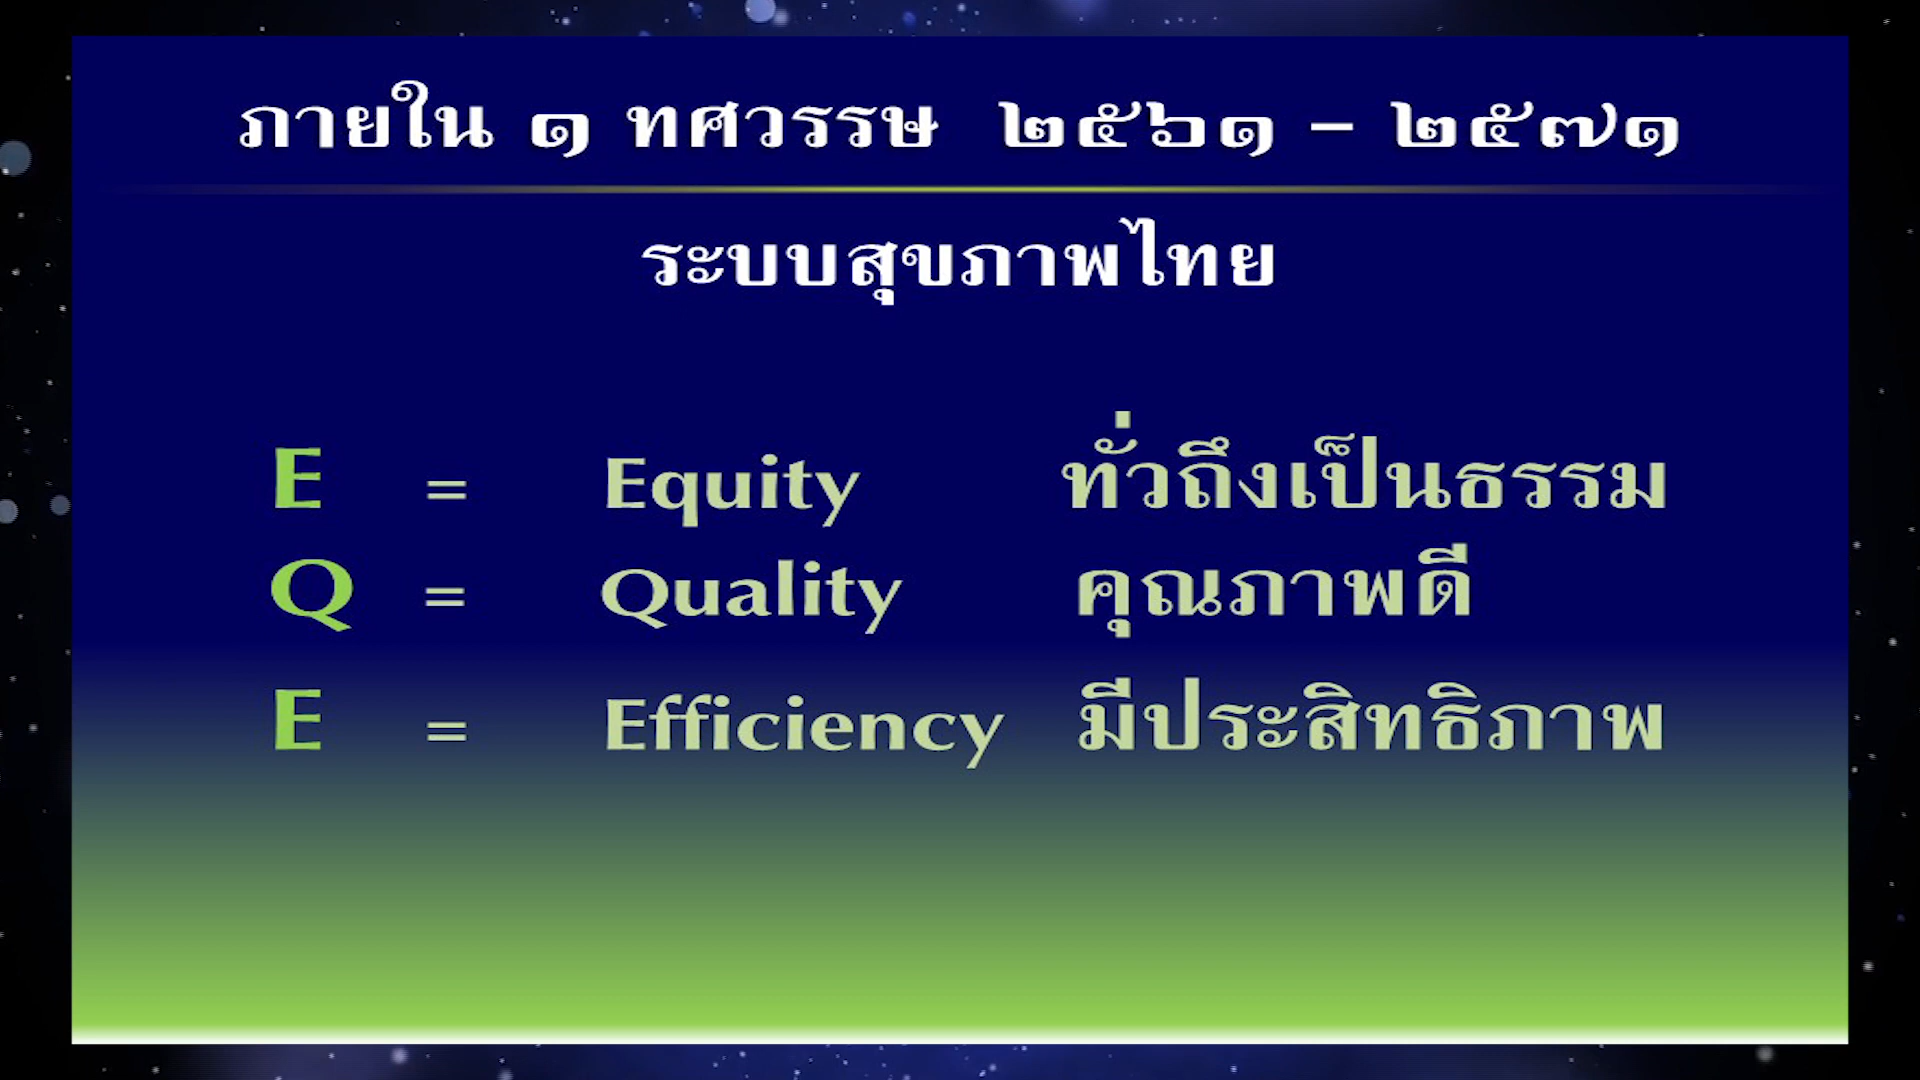 ภายใน ๑ ทศวรรษ ๒๕๖๑ – ๒๕๗๑
ระบบสุขภาพไทย
E = Equity ทั่วถึงเป็นธรรม
Q = Quality คุณภาพดี
E = Efficiency มีประสิทธิภาพ